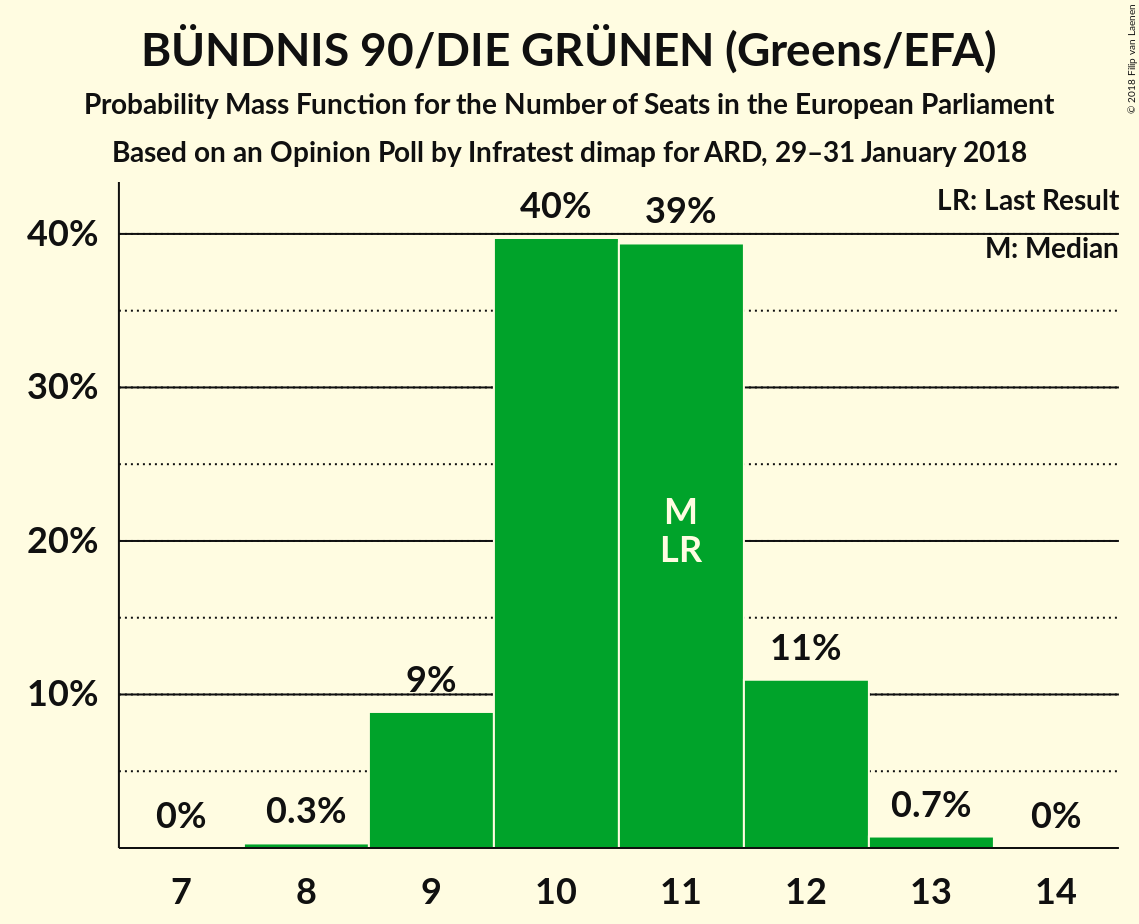 BÜNDNIS 90/DIE GRÜNEN (Greens/EFA)
Probability Mass Function for the Number of Seats in the European Parliament
Based on an Opinion Poll by Infratest dimap for ARD, 29–31 January 2018
© 2018 Filip van Laenen
LR: Last Result
M: Median
40%
30%
20%
10%
0%
0.3%
9%
40%
39%
11%
0.7%
0%
M
LR
7 8 9 10 11 12 13 14